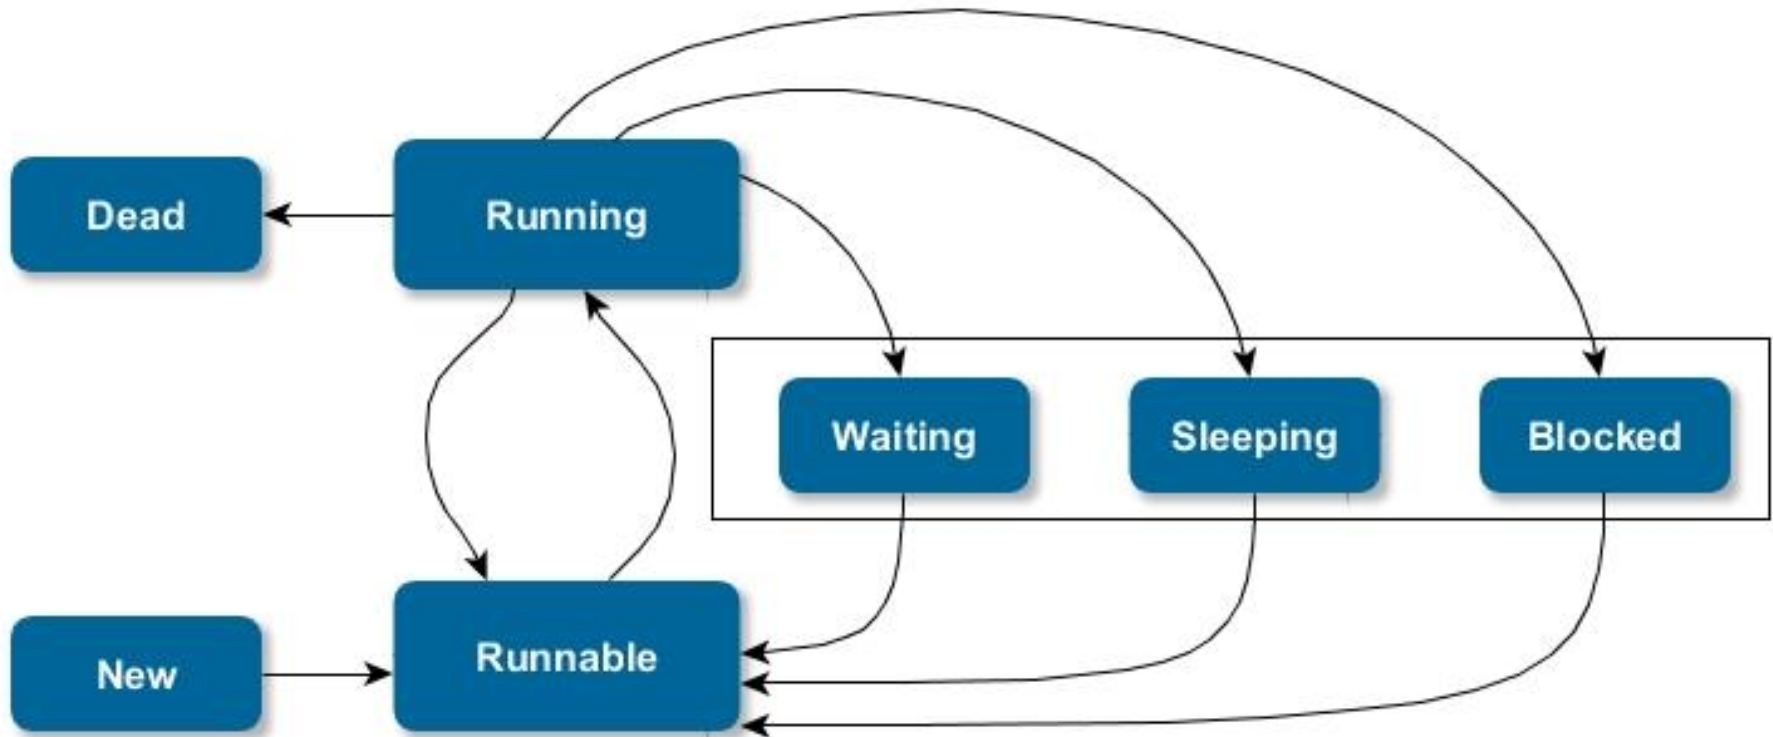 Dead
Running
Waiting
Sleeping
Blocked
New
Runnable